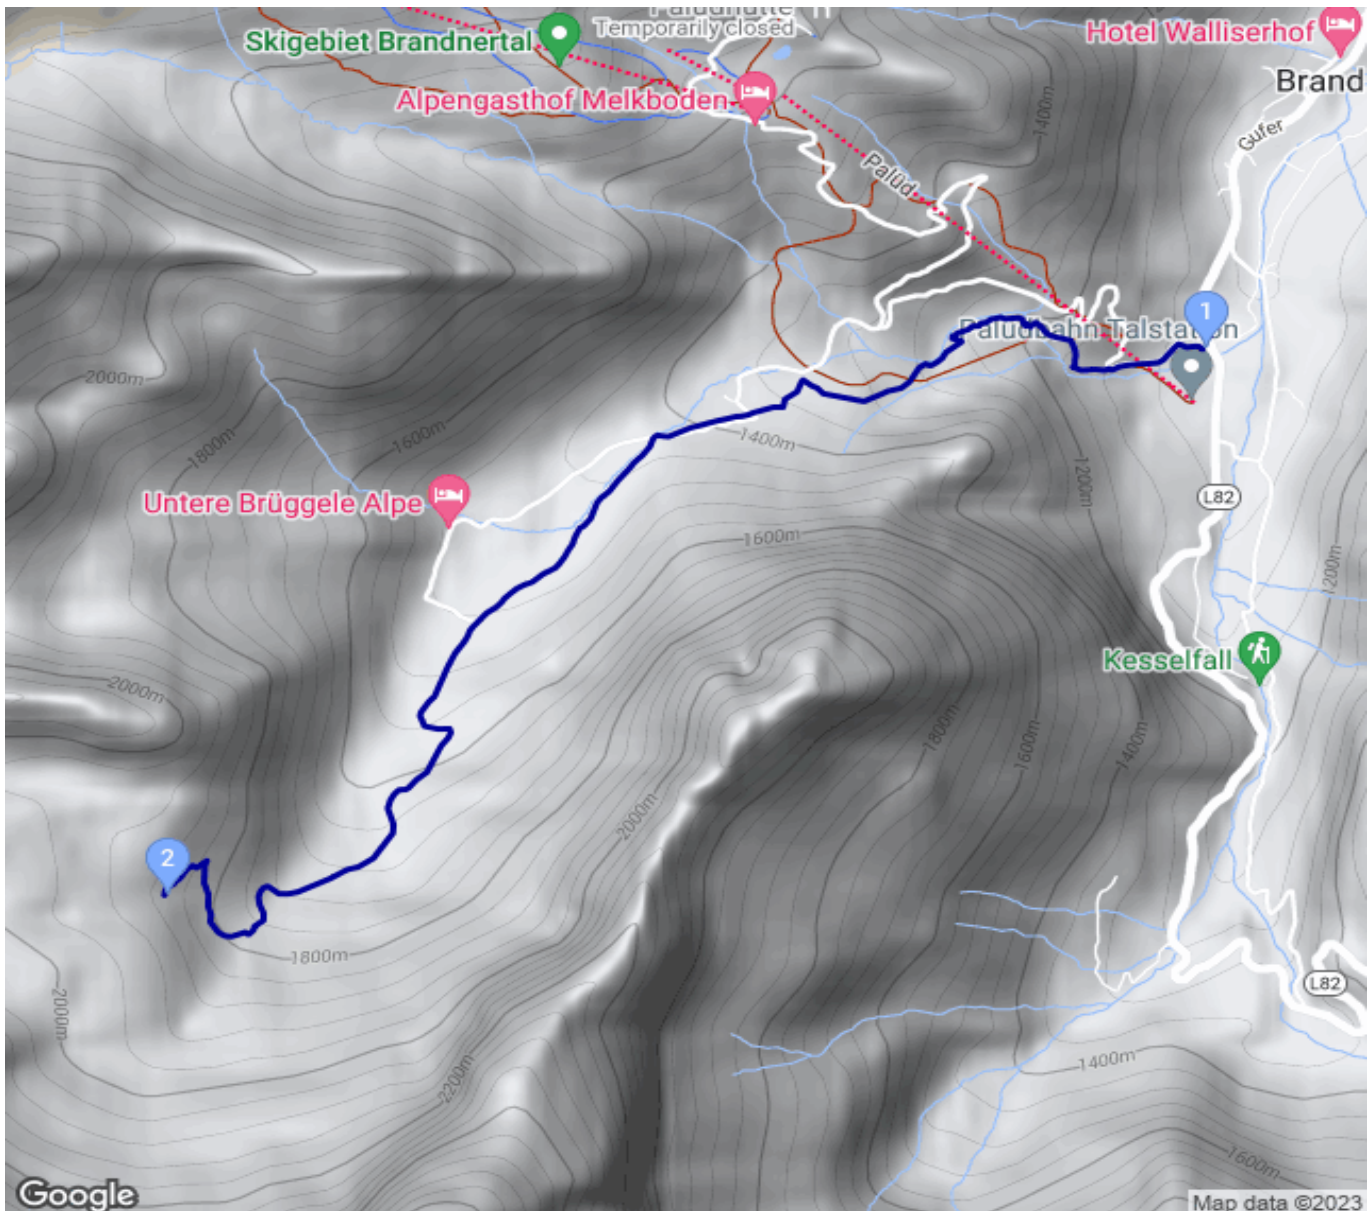 Paludhütte
Temporarily closed
Hotel Walliserhof
Skigebiet Brandnertal
Brand
Alpengasthof Melkboden
1400m
Güfer
Palüd
1
Paludbahn Talstation
2000m
1800m
1600m
1400m
1200m
L82
Untere Brüggele Alpe
1600m
1200m
Kesselfall
2000m
1800m
1600m
1400m
2000m
2
1800m
2000m
L82
2200m
1400m
1600m
Google
Map data ©2023